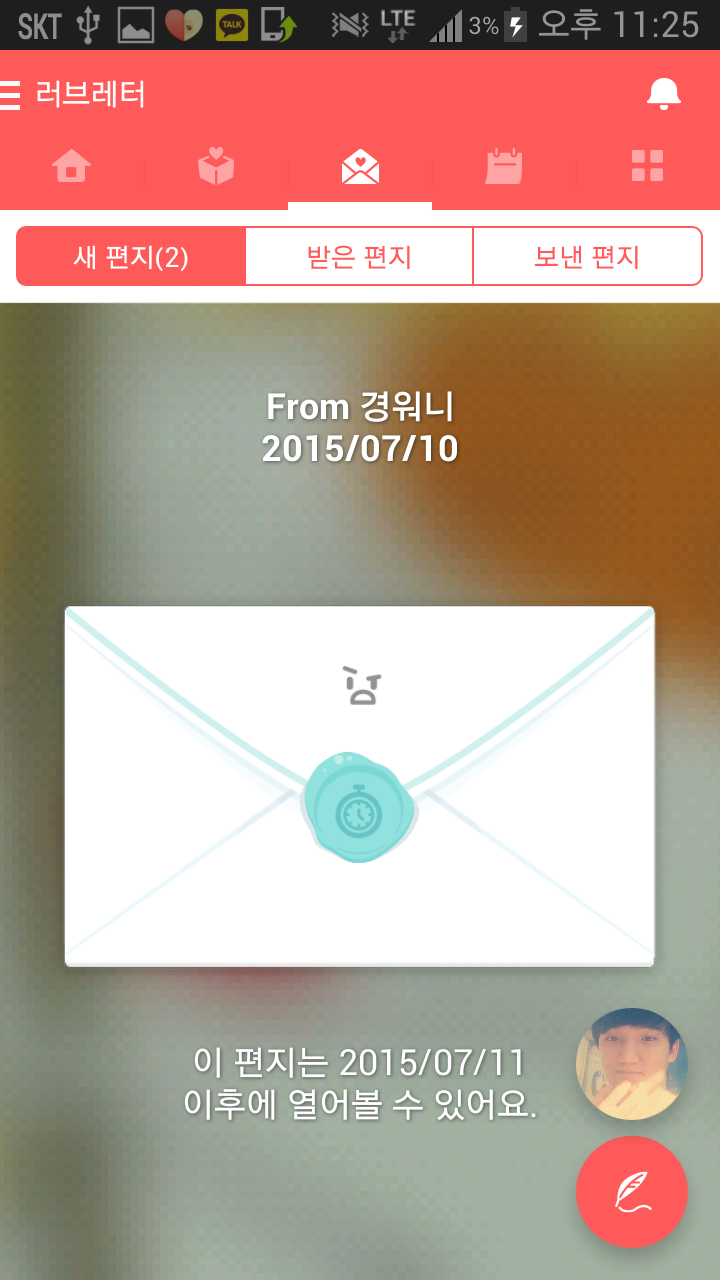 SKT TALK LTE 3% 오후 11:25
러브레터
새 편지(2) 받은 편지 보낸 편지
From 경워니
2015/07/10
이 편지는 2015/07/11
이후에 열어볼 수 있어요.